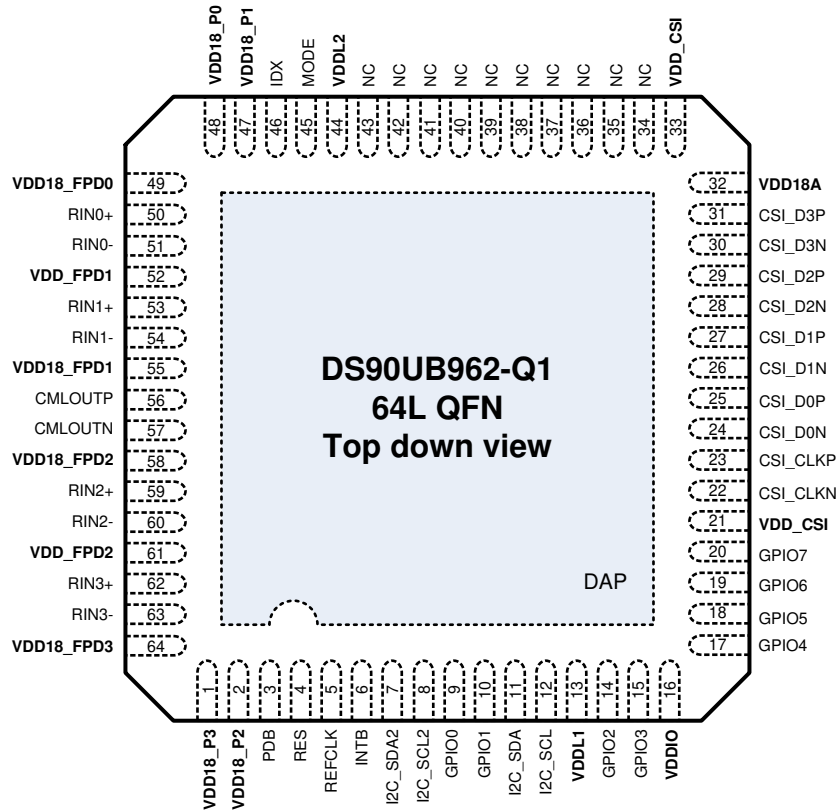 VDD18_P0
VDD18_P1
IDX
MODE
VDDL2
NC
NC
NC
NC
NC
NC
NC
NC
NC
NC
VDD_CSI
48
47
46
45
44
43
42
41
40
39
38
37
36
35
34
33
VDD18_FPD0 49
RIN0+ 50
RIN0- 51
VDD_FPD1 52
RIN1+ 53
RIN1- 54
VDD18_FPD1 55
CMLOUTP 56
CMLOUTN 57
VDD18_FPD2 58
RIN2+ 59
RIN2- 60
VDD_FPD2 61
RIN3+ 62
RIN3- 63
VDD18_FPD3 64
DS90UB962-Q1
64L QFN
Top down view
DAP
32 VDD18A
31 CSI_D3P
30 CSI_D3N
29 CSI_D2P
28 CSI_D2N
27 CSI_D1P
26 CSI_D1N
25 CSI_D0P
24 CSI_D0N
23 CSI_CLKP
22 CSI_CLKN
21 VDD_CSI
20 GPIO7
19 GPIO6
18 GPIO5
17 GPIO4
1
2
3
4
5
6
7
8
9
10
11
12
13
14
15
16
VDD18_P3
VDD18_P2
PDB
RES
REFCLK
INTB
I2C_SDA2
I2C_SCL2
GPIO0
GPIO1
I2C_SDA
I2C_SCL
VDDL1
GPIO2
GPIO3
VDDIO